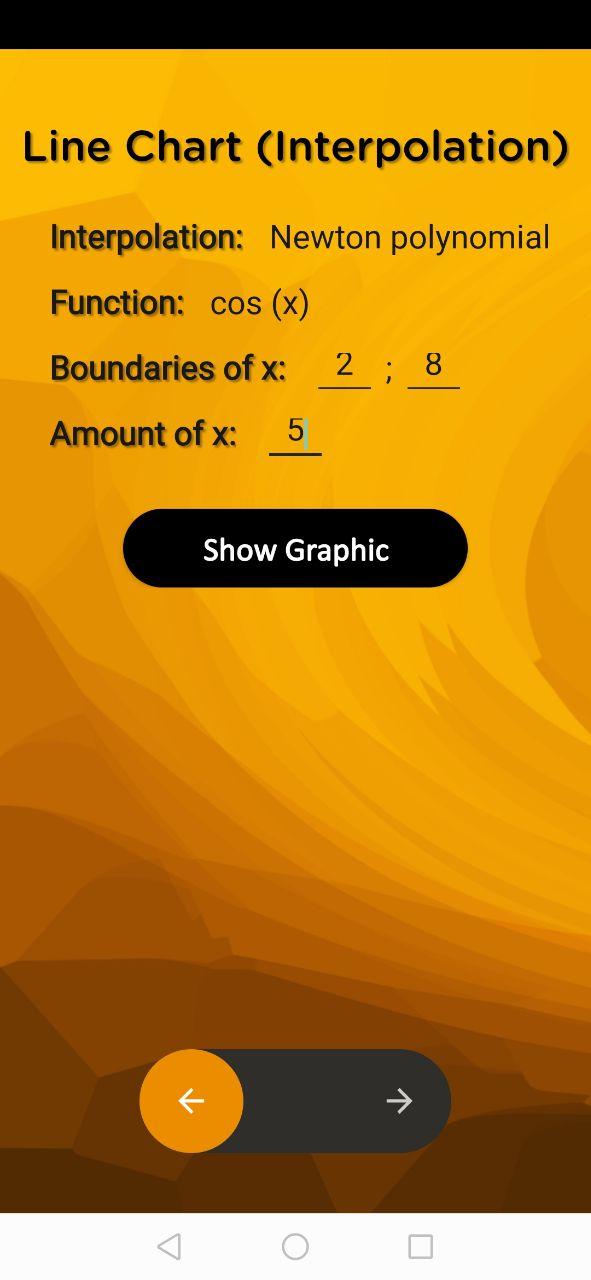 Line Chart (Interpolation)
Interpolation: Newton polynomial
Function: cos (x)
Boundaries of x: 2 ; 8
Amount of x: 5
Show Graphic